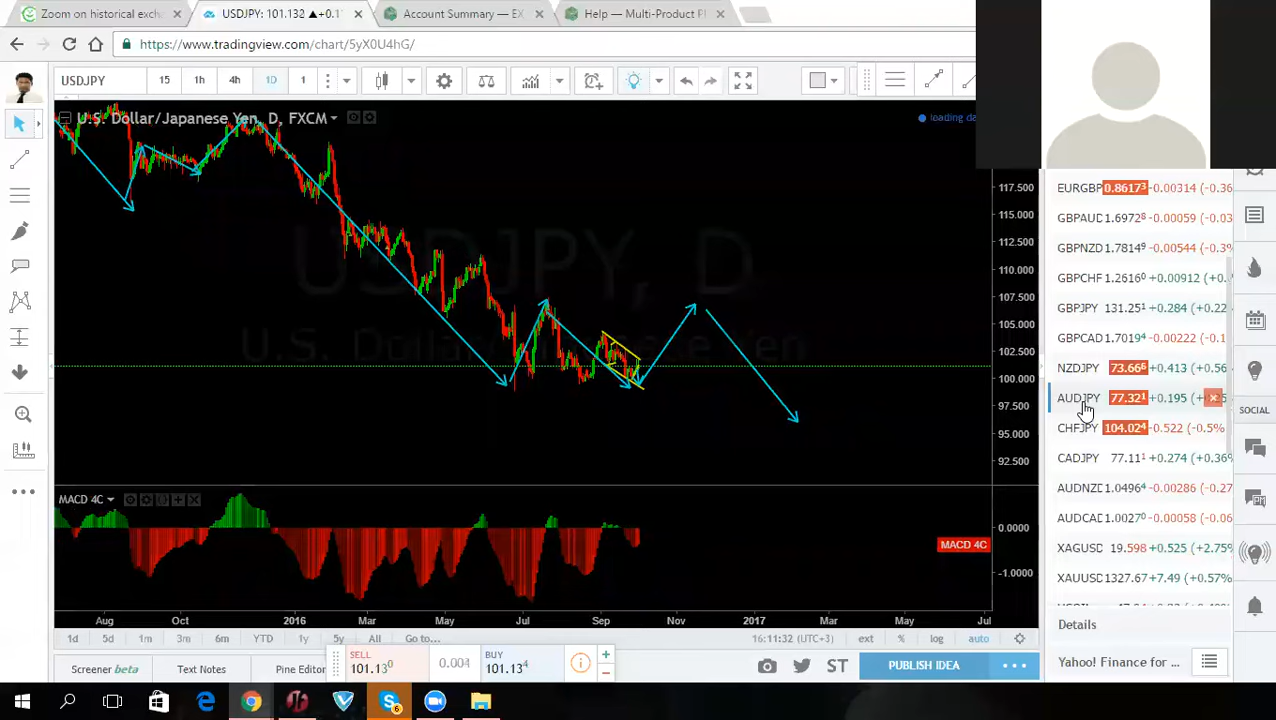 Zoom on historical exch
USDJPY: 101.132 ▲+0.1
Account Summary — EX
Help — Multi-Product Pl
https://www.tradingview.com/chart/5yX0U4hG/
USDJPY 15 1h 4h 1D 1
U.S. Dollar/Japanese Yen, D, FXCM
loading da
USDJPY, D
117.500
115.000
112.500
110.000
107.500
105.000
102.500
100.000
97.500
95.000
92.500
EURGBP 0.8617³ -0.00314 (-0.36
GBPAUD 1.6972⁸ -0.00059 (-0.03
GBPNZD 1.7814⁹ -0.00544 (-0.3%
GBPCHF 1.2616⁰ +0.00912 (+0.
GBPJPY 131.25¹ +0.284 (+0.22
GBPCAD 1.7019⁴ -0.00222 (-0.1
NZDJPY 73.66⁶ +0.413 (+0.56
AUDJPY 77.32¹ +0.195
CHFJPY 104.02⁴ -0.522 (-0.5%
CADJPY 77.11¹ +0.274 (+0.36%
AUDNZD 1.0496⁴ -0.00286 (-0.27
AUDCAD 1.0027⁰ -0.00058 (-0.06
XAGUSD 19.598 +0.525 (+2.75%
XAUUSD 1327.67 +7.49 (+0.57%
SOCIAL
MACD 4C
0.0000
MACD 4C
-1.0000
Aug Oct 2016 Mar May Jul Sep Nov 2017 Mar May Jul
1d 5d 1m 3m 6m YTD 1y 5y All Go to...
16:11:32 (UTC+3) ext % log auto
Details
Screener beta Text Notes Pine Editor
SELL
101.13⁰
0.004
BUY
101.13⁴
ST
PUBLISH IDEA
Yahoo! Finance for ...
6